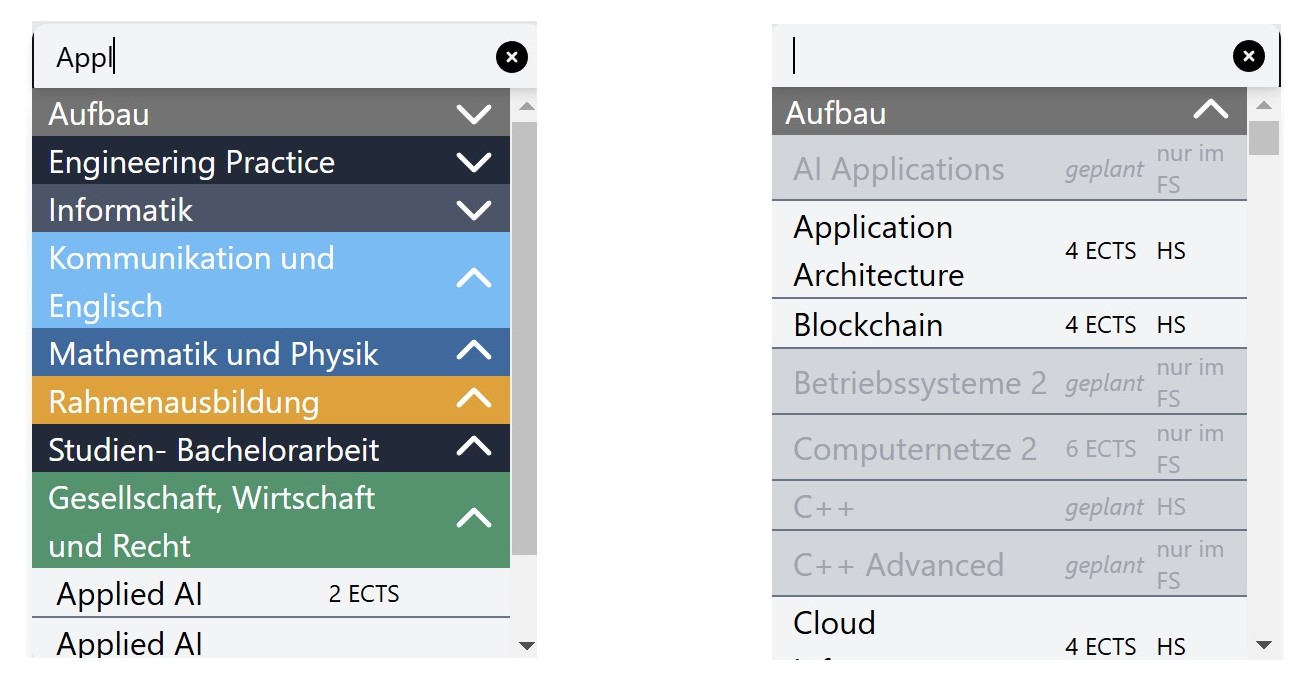 Appl
Aufbau
Engineering Practice
Informatik
Kommunikation und
Englisch
Mathematik und Physik
Rahmenausbildung
Studien- Bachelorarbeit
Gesellschaft, Wirtschaft
und Recht
Applied AI 2 ECTS
Applied AI
Aufbau
AI Applications geplant nur im
FS
Application
Architecture 4 ECTS HS
Blockchain 4 ECTS HS
Betriebssysteme 2 geplant nur im
FS
Computernetze 2 6 ECTS nur im
FS
C++ geplant HS
C++ Advanced geplant nur im
FS
Cloud
4 ECTS HS